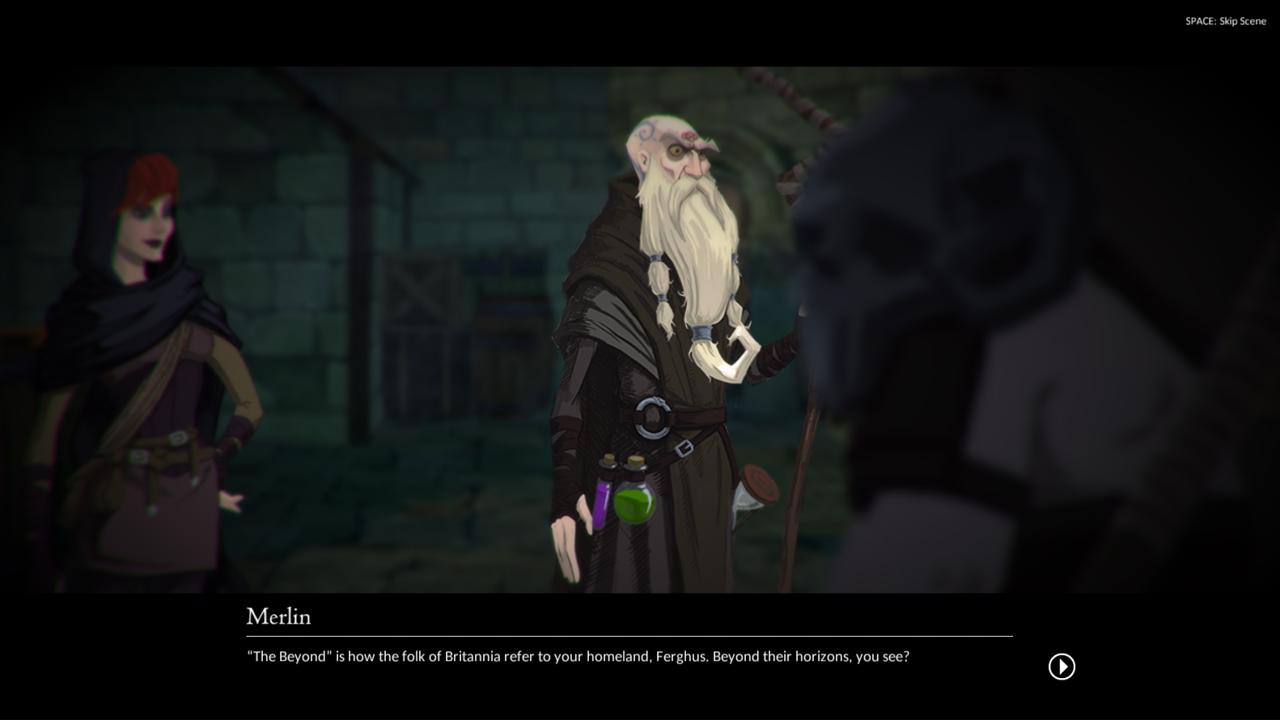 SPACE: Skip Scene
Merlin
“The Beyond” is how the folk of Britannia refer to your homeland, Ferghus. Beyond their horizons, you see?